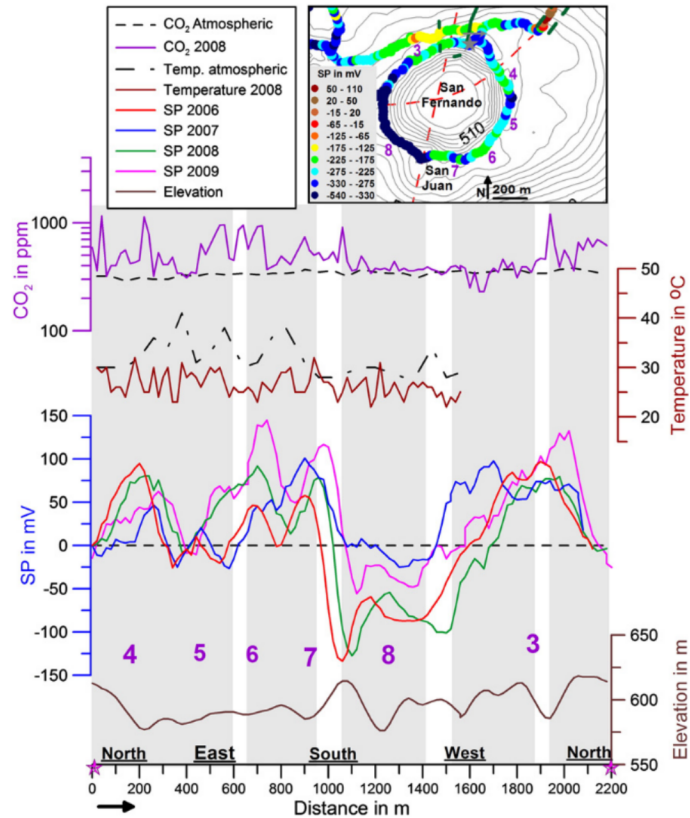 CO2 Atmospheric
CO2 2008
Temp. atmospheric
Temperature 2008
SP 2006
SP 2007
SP 2008
SP 2009
Elevation
SP in mV
50 - 110
20 - 50
-15 - 20
-65 - -15
-125 - -65
-175 - -125
-225 - -175
-275 - -225
-330 - -275
-540 - -330
San
Fernando
510
San
Juan
3
4
5
6
7
8
N
200 m
CO2 in ppm
1000
100
Temperature in ºC
50
40
30
20
SP in mV
150
100
50
0
-50
-100
-150
4
5
6
7
8
3
Elevation in m
650
600
550
North
East
South
West
North
0
200
400
600
800
1000
1200
1400
1600
1800
2000
2200
Distance in m